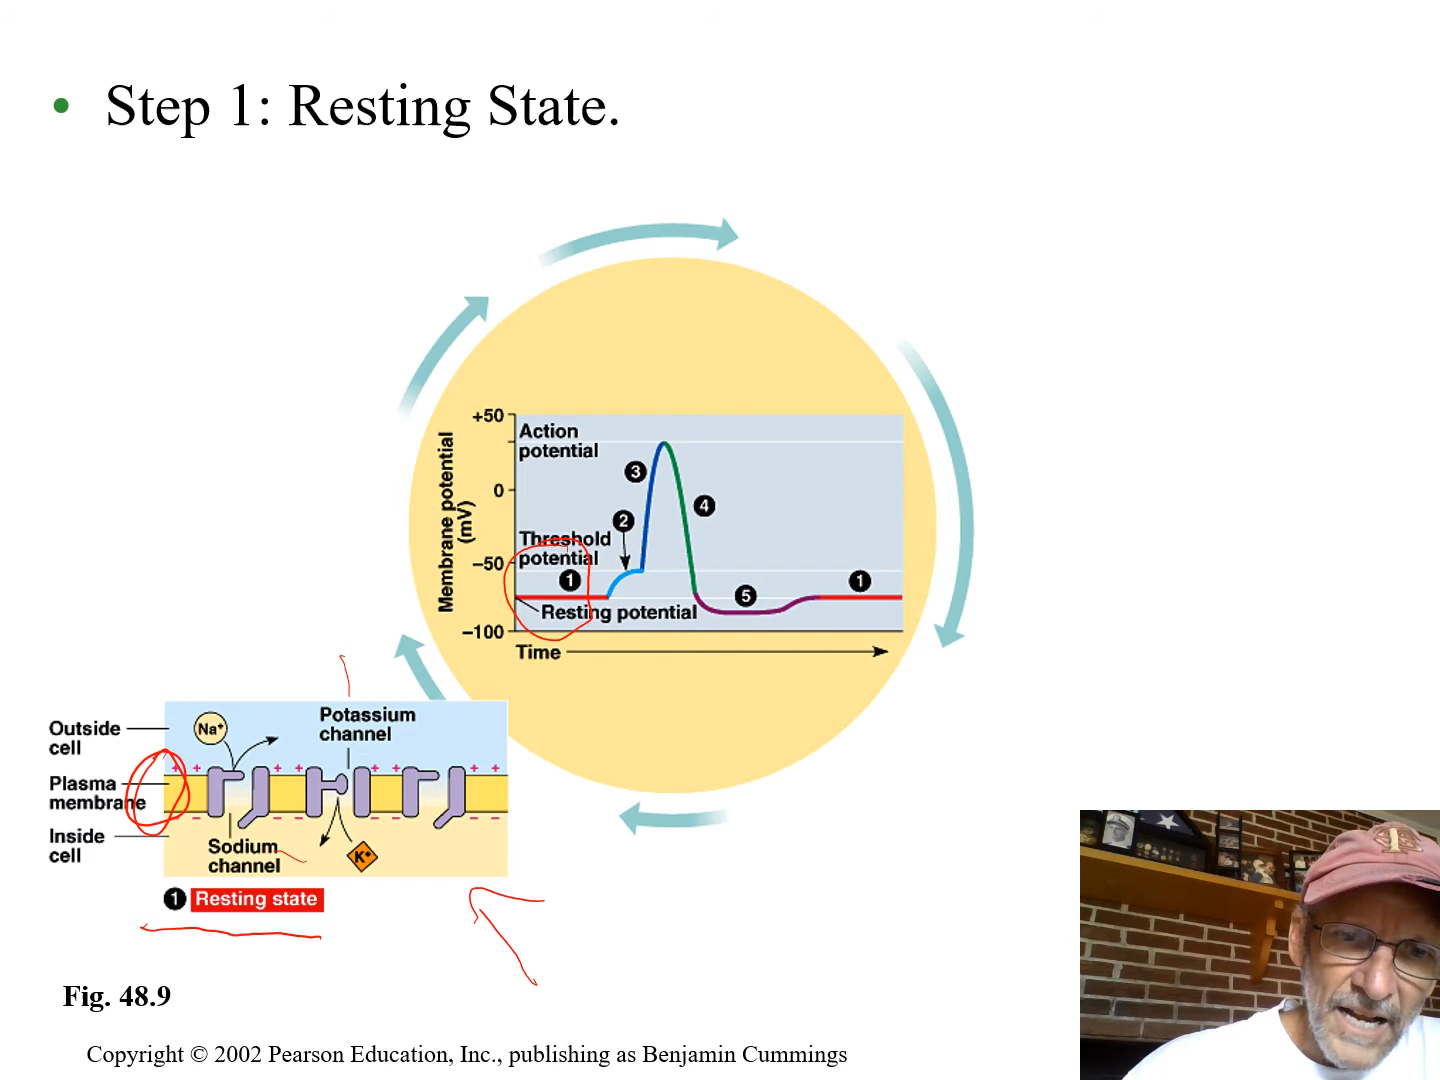 • Step 1: Resting State.
+50
Action
potential
3
0
4
2
Threshold
potential
−50
1
5
1
Resting potential
−100
Membrane potential
(mV)
Time
Outside
cell
Na+
Potassium
channel
+ + + + + + + +
Plasma
membrane
Inside
cell
Sodium
channel
K+
1 Resting state
Fig. 48.9
Copyright © 2002 Pearson Education, Inc., publishing as Benjamin Cummings